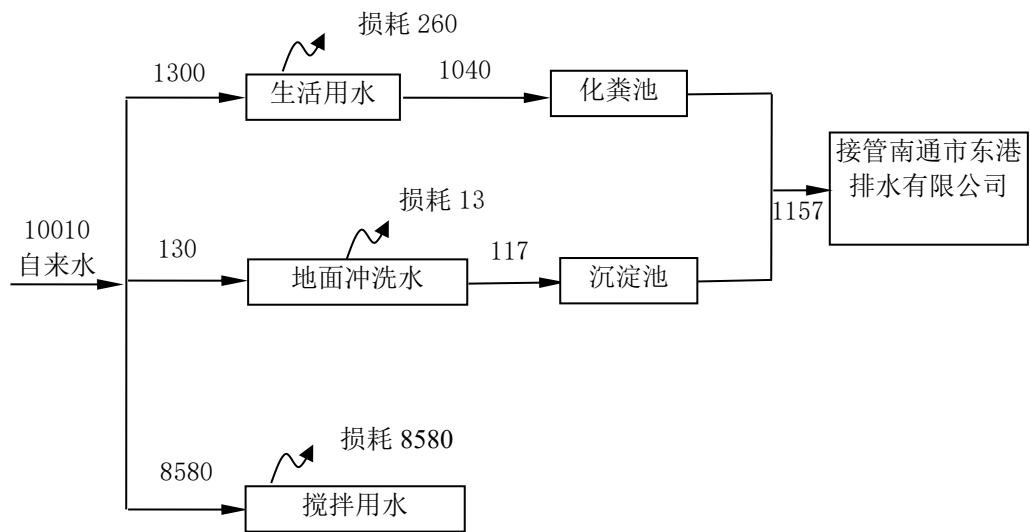 损耗 260
1300
生活用水
1040
化粪池
接管南通市东港
排水有限公司
1157
损耗 13
10010
自来水
130
地面冲洗水
117
沉淀池
损耗 8580
8580
搅拌用水